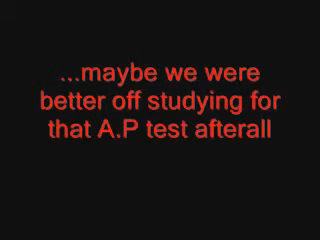 ...maybe we were
better off studying for
that A.P test afterall